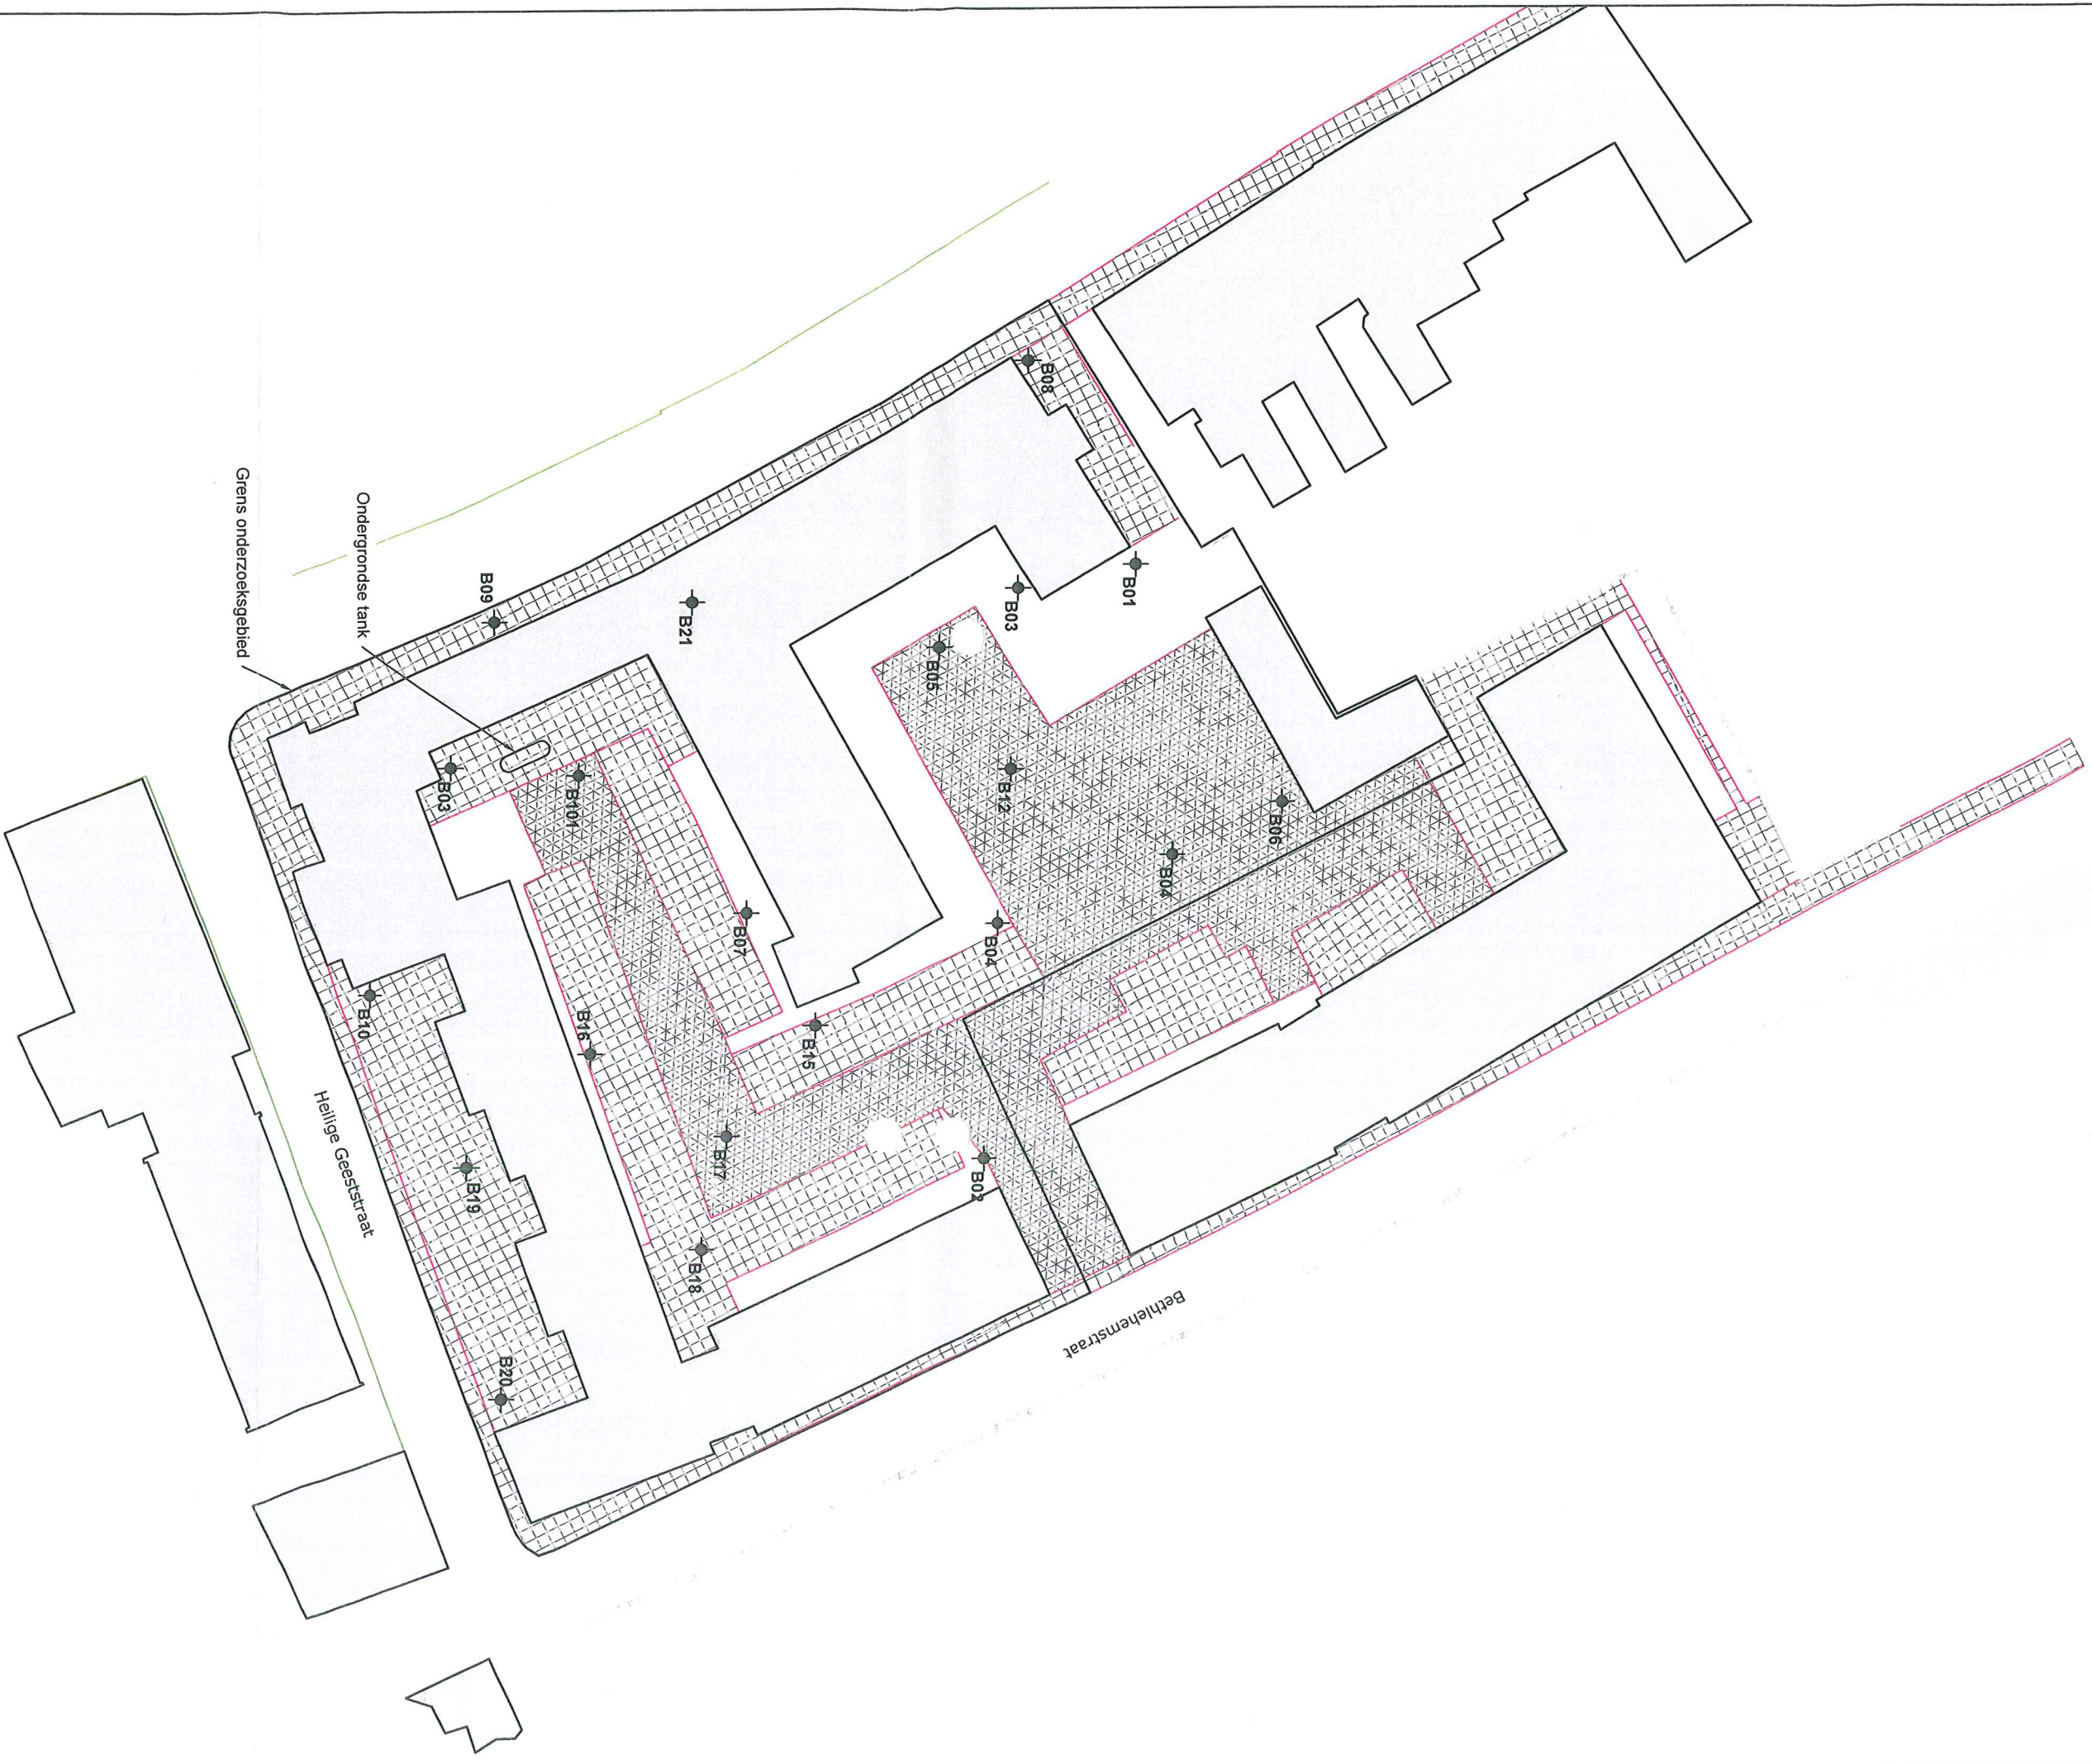 B08
B01
B03
Grens onderzoeksgebied
Ondergrondse tank
B09
B21
B05
B03
B101
B12
B06
B04
B07
B04
B10
B16
B15
Heilige Geeststraat
B19
B17
B02
B18
Bethlehemstraat
B20